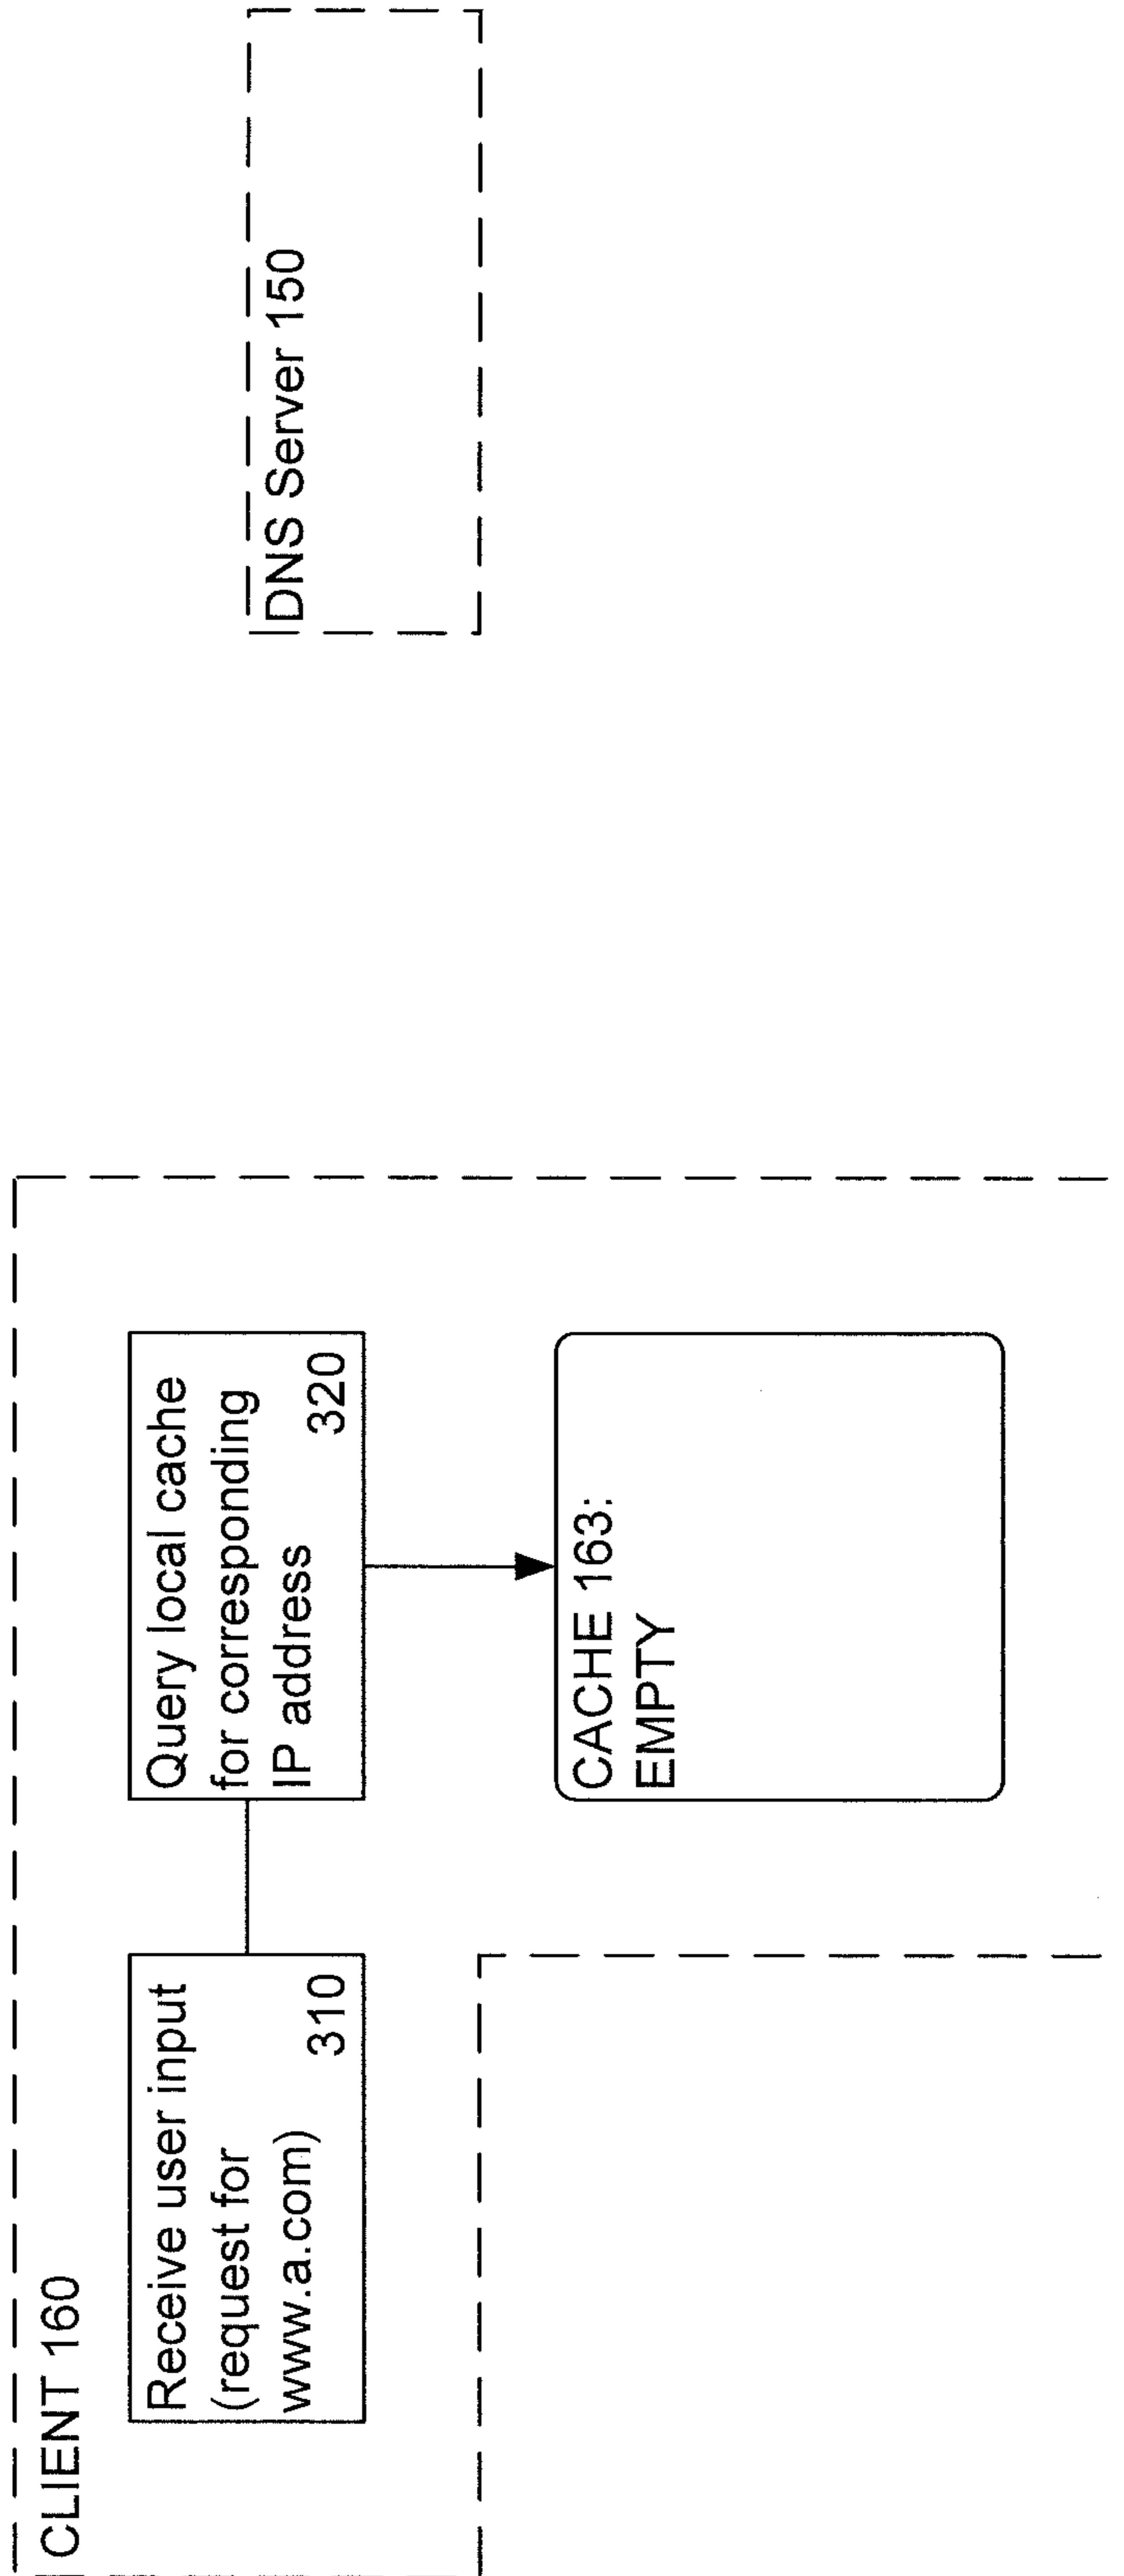 CLIENT 160
Receive user input
(request for
www.a.com)
310
Query local cache
for corresponding
IP address
320
CACHE 163:
EMPTY
DNS Server 150